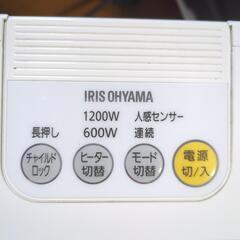 IRIS OHYAMA
1200W 人感センサー
長押し 600W 連続
チャイルドロック
ヒーター切替
モード切替
電源切/入